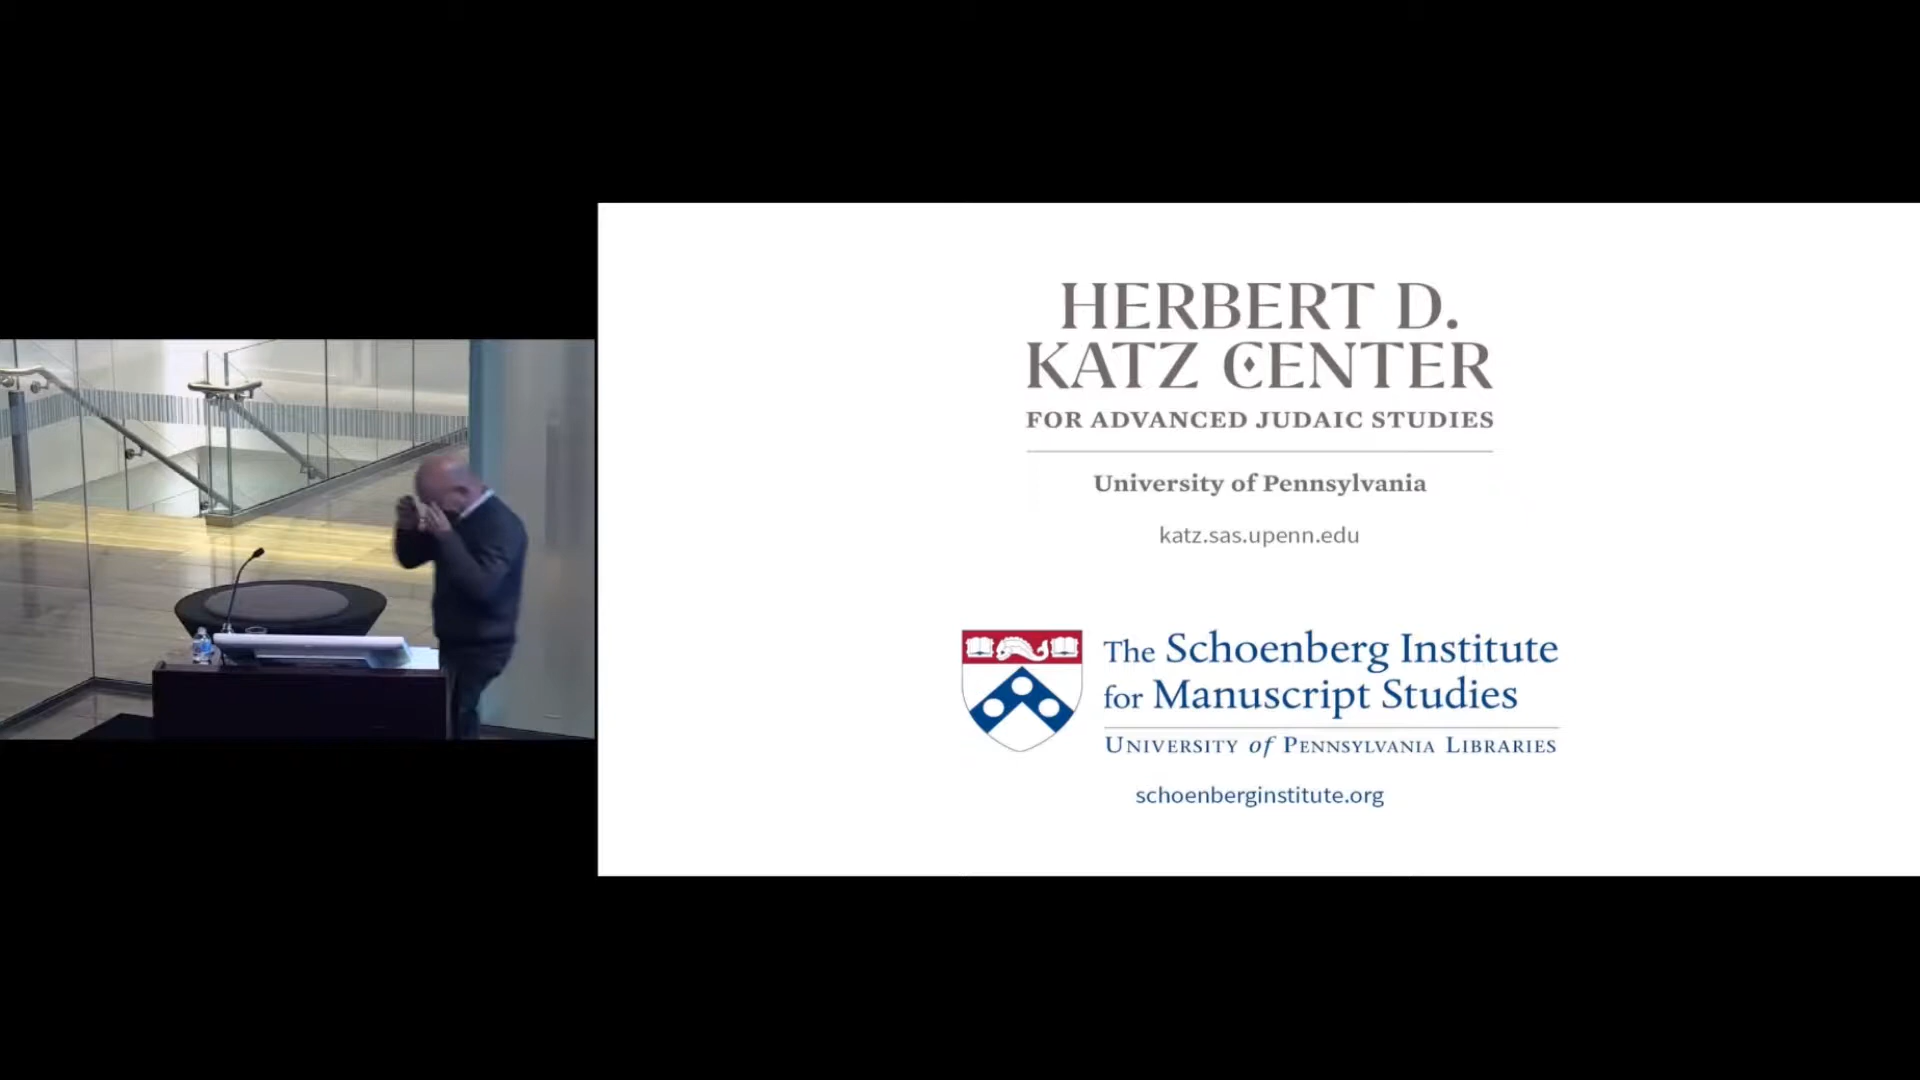 HERBERT D.
KATZ CENTER
FOR ADVANCED JUDAIC STUDIES
University of Pennsylvania
katz.sas.upenn.edu
The Schoenberg Institute
for Manuscript Studies
UNIVERSITY of PENNSYLVANIA LIBRARIES
schoenberginstitute.org